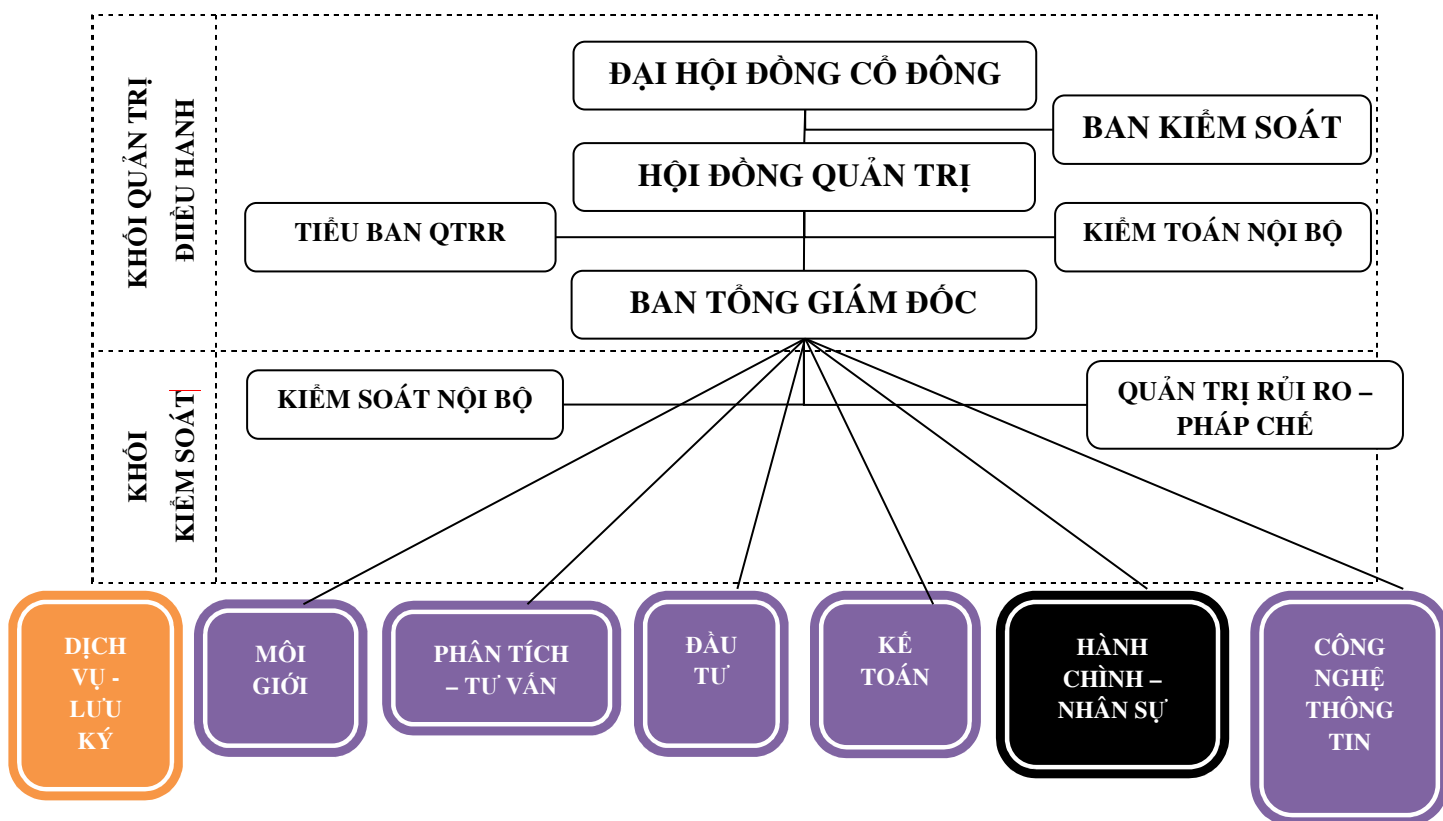 KHỐI QUẢN TRỊ
ĐIIỀU HANH
ĐẠI HỘI ĐỒNG CỔ ĐÔNG
BAN KIỂM SOÁT
HỘI ĐỒNG QUẢN TRỊ
TIỂU BAN QTRR
KIỂM TOÁN NỘI BỘ
BAN TỔNG GIÁM ĐỐC
KHỐI
KIỂM SOÁT
KIỂM SOÁT NỘI BỘ
QUẢN TRỊ RỦI RO –
PHÁP CHẾ
DỊCH
VỤ -
LƯU
KÝ
MÔI
GIỚI
PHÂN TÍCH
– TƯ VẤN
ĐẦU
TƯ
KẾ
TOÁN
HÀNH
CHÌNH –
NHÂN SỰ
CÔNG
NGHỆ
THÔNG
TIN